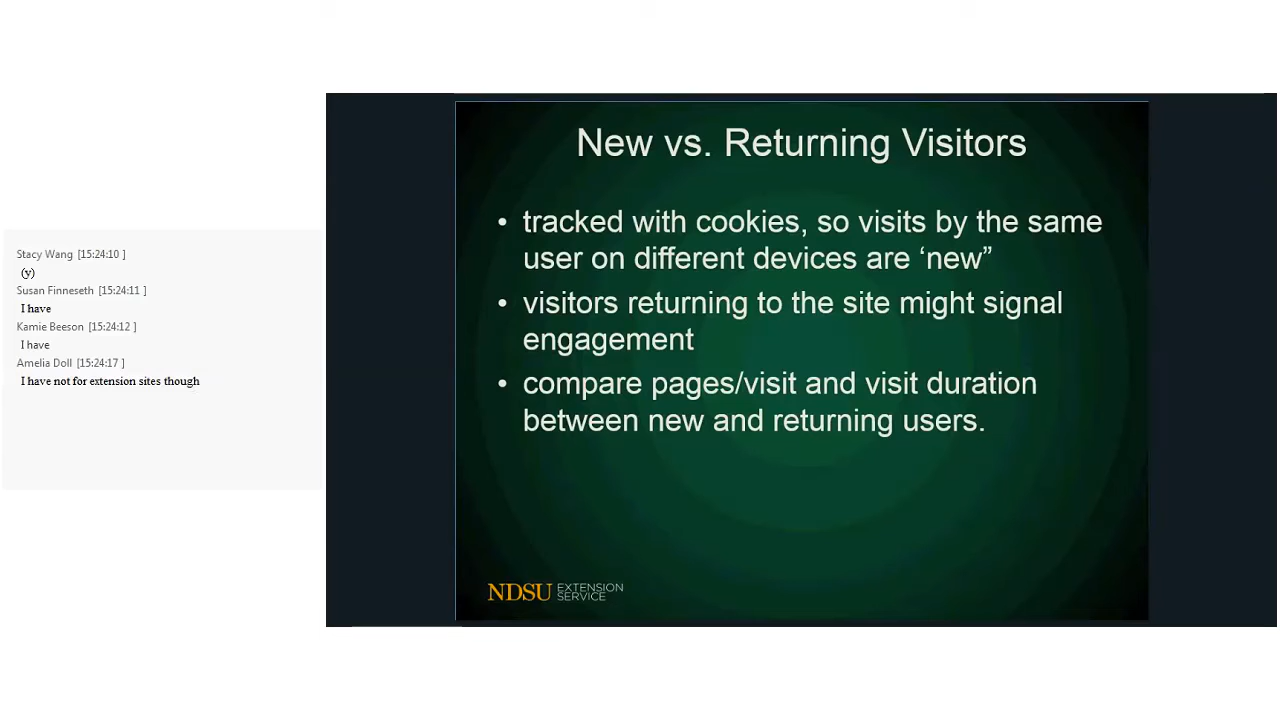 Stacy Wang [15:24:10 ]
(y)
Susan Finneseth [15:24:11 ]
I have
Kamie Beeson [15:24:12 ]
I have
Amelia Doll [15:24:17 ]
I have not for extension sites though
New vs. Returning Visitors
• tracked with cookies, so visits by the same
user on different devices are ‘new”
• visitors returning to the site might signal
engagement
• compare pages/visit and visit duration
between new and returning users.
NDSU EXTENSION
SERVICE